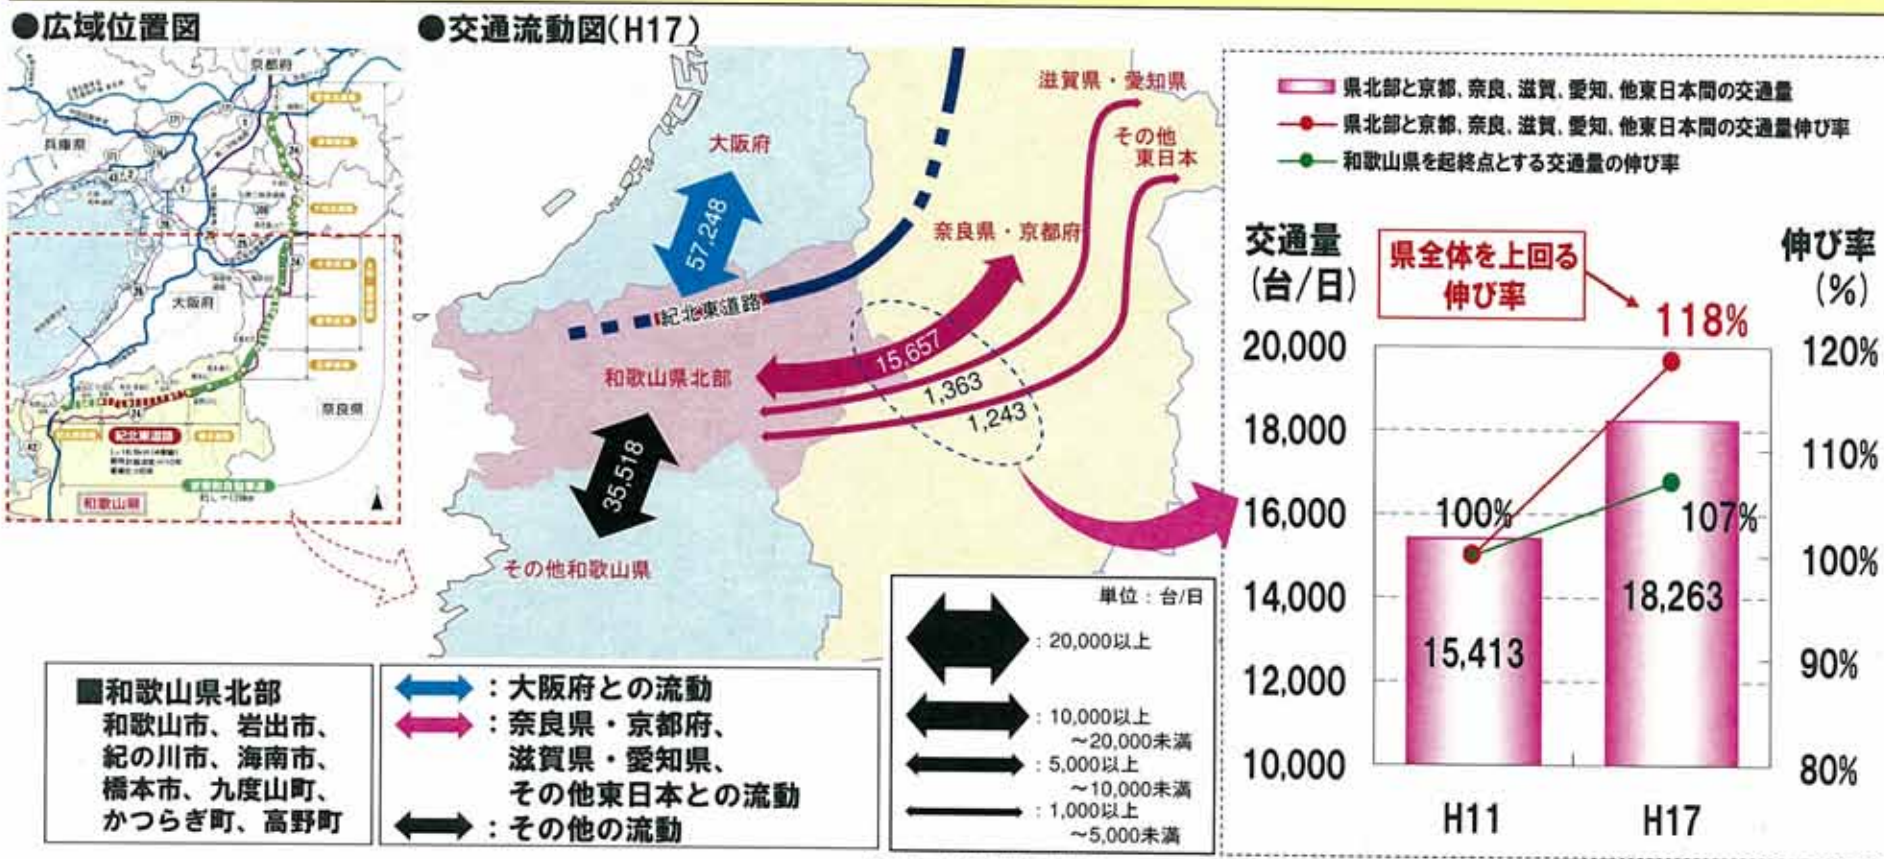 ●広域位置図
京都府
兵庫県
大阪府
奈良県
紀北東道路
和歌山県
●交通流動図(H17)
滋賀県・愛知県
その他
東日本
大阪府
57,248
奈良県・京都府
紀北東道路
15,657
和歌山県北部
1,363
1,243
35,518
その他和歌山県
■和歌山県北部
和歌山市、岩出市、
紀の川市、海南市、
橋本市、九度山町、
かつらぎ町、高野町
：大阪府との流動
：奈良県・京都府、
滋賀県・愛知県、
その他東日本との流動
：その他の流動
単位：台/日
：20,000以上
：10,000以上
～20,000未満
：5,000以上
～10,000未満
：1,000以上
～5,000未満
県北部と京都、奈良、滋賀、愛知、他東日本間の交通量
県北部と京都、奈良、滋賀、愛知、他東日本間の交通量伸び率
和歌山県を起終点とする交通量の伸び率
交通量
(台/日)
県全体を上回る
伸び率
伸び率
(%)
118%
20,000
120%
18,000
110%
16,000
100%
107%
100%
14,000
18,263
15,413
12,000
90%
10,000
80%
H11
H17